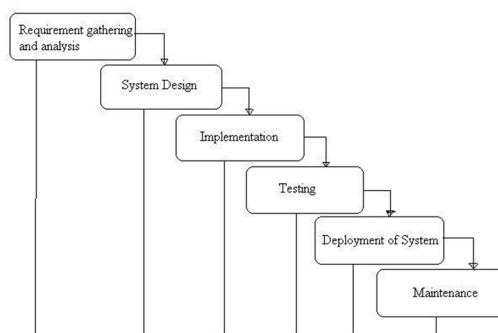 Requirement gathering
and analysis
System Design
Implementation
Testing
Deployment of System
Maintenance